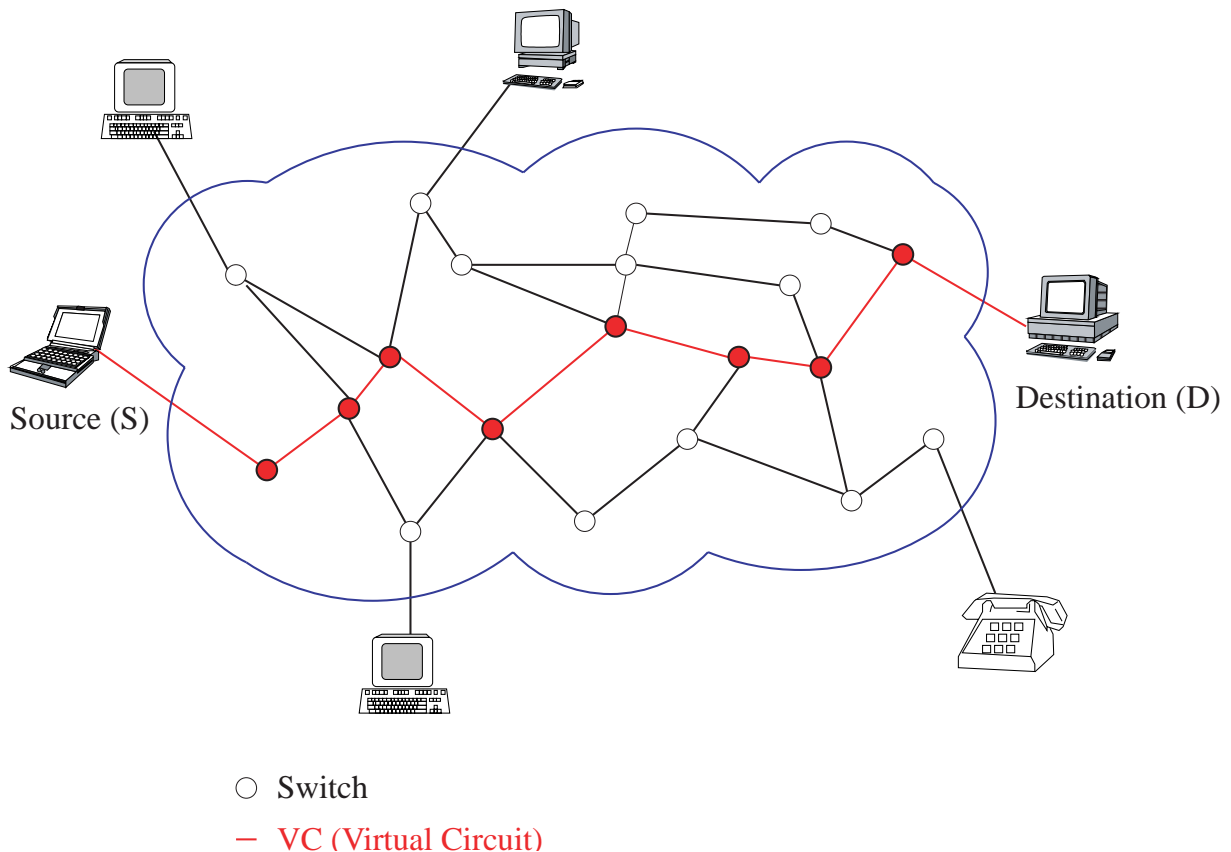 Source (S)
Destination (D)
Switch
VC (Virtual Circuit)